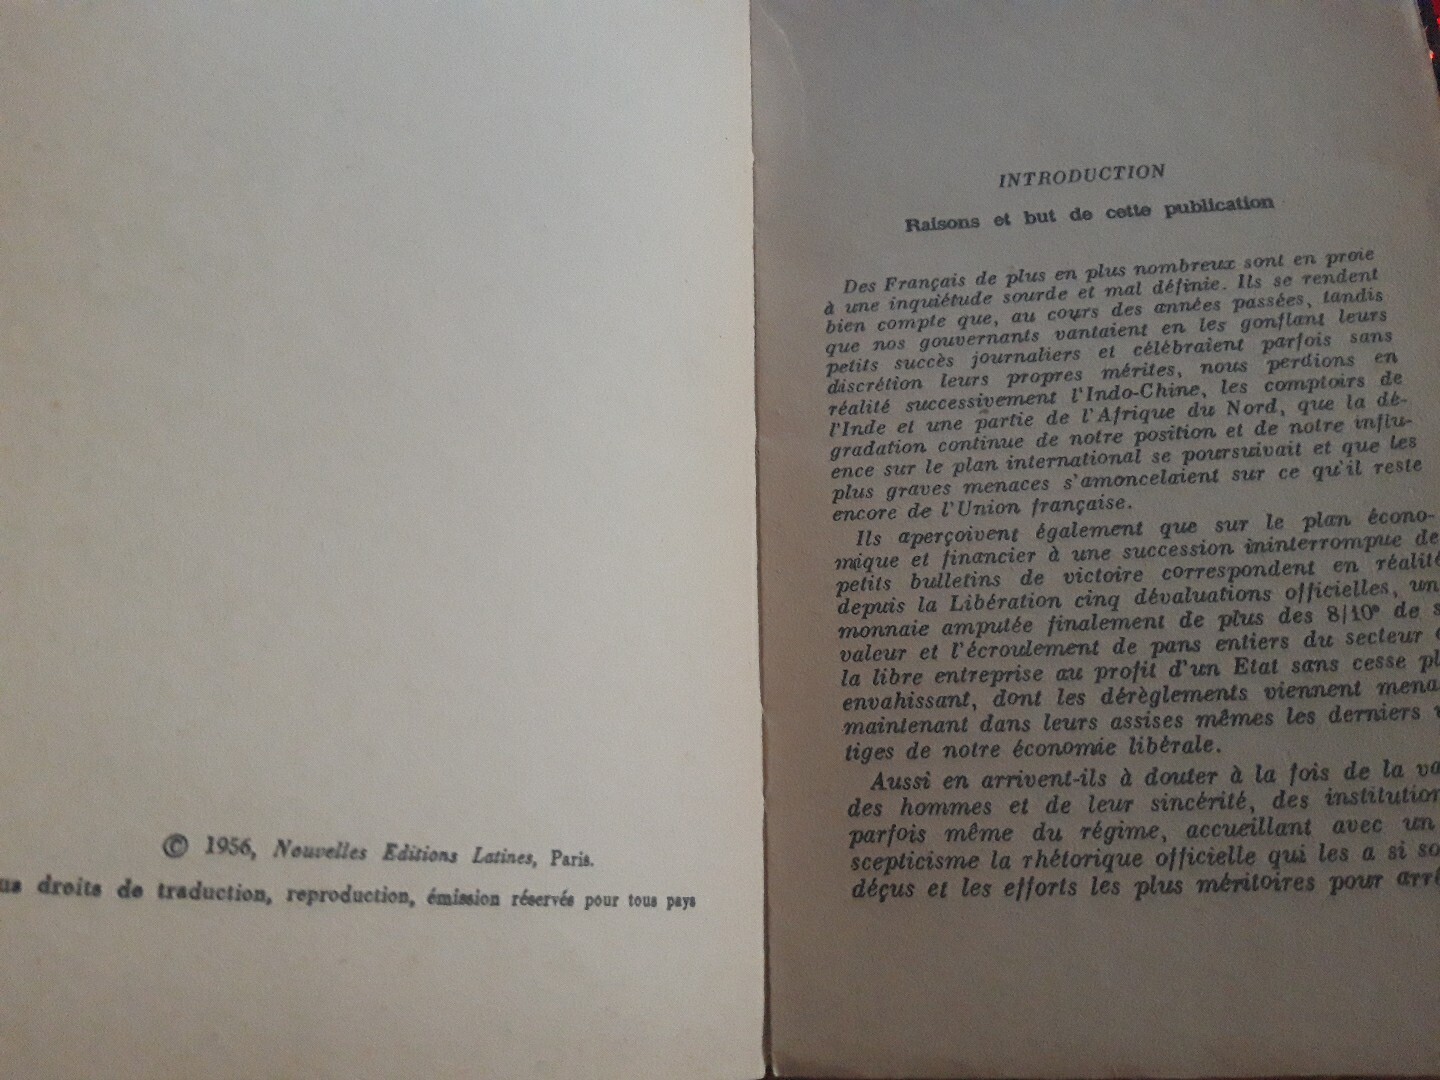 © 1956, Nouvelles Editions Latines, Paris.
droits de traduction, reproduction, émission réservés pour tous pays
INTRODUCTION
Raisons et but de cette publication
Des Français de plus en plus nombreux sont en proie
à une inquiétude sourde et mal définie. Ils se rendent
bien compte que, au cours des années passées, tandis
que nos gouvernants vantaient en les gonflant leurs
petits succès journaliers et célébraient parfois sans
discrétion leurs propres mérites, nous perdions en
réalité successivement l'Indo-Chine, les comptoirs de
l'Inde et une partie de l'Afrique du Nord, que la dé-
gradation continue de notre position et de notre influ-
ence sur le plan international se poursuivait et que les
plus graves menaces s'amoncelaient sur ce qu'il reste
encore de l'Union française.
Ils aperçoivent également que sur le plan écono-
mique et financier à une succession ininterrompue de
petits bulletins de victoire correspondent en réalité
depuis la Libération cinq dévaluations officielles, un
monnaie amputée finalement de plus des 8/10e de
valeur et l'écroulement de pans entiers du secteur
la libre entreprise au profit d'un Etat sans cesse
envahissant, dont les dérèglements viennent
maintenant dans leurs assises mêmes les derniers
tiges de notre économie libérale.
Aussi en arrivent-ils à douter à la fois de la
des hommes et de leur sincérité, des institution
parfois même du régime, accueillant avec un
scepticisme la rhétorique officielle qui les a si
déçus et les efforts les plus méritoires pour